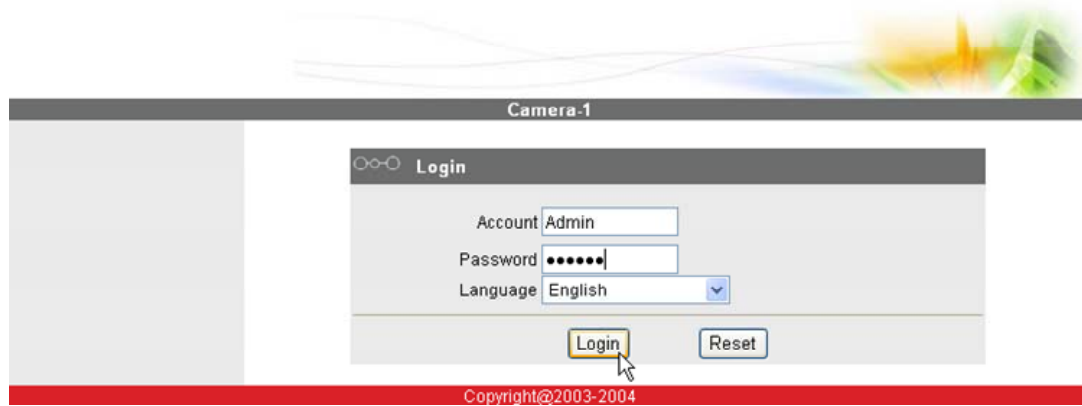 Camera-1
Login
Account Admin
Password ••••••
Language English
Login Reset
Copyright@2003-2004